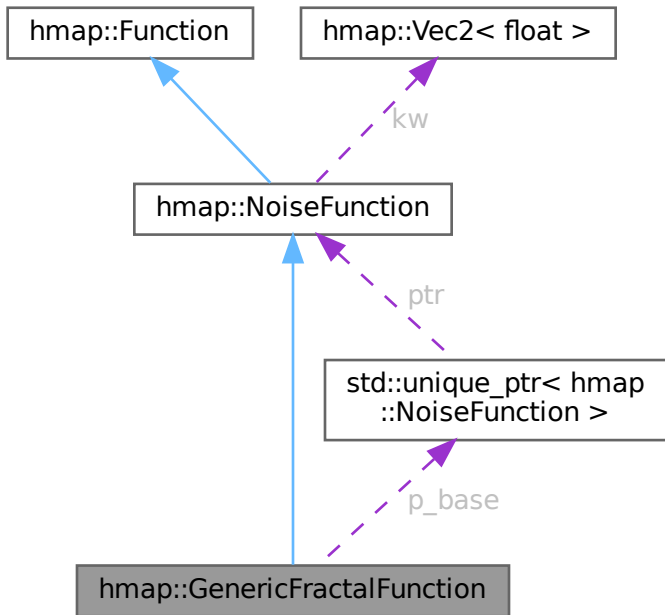 hmap::Function
hmap::Vec2< float >
kw
hmap::NoiseFunction
ptr
std::unique_ptr< hmap
::NoiseFunction >
p_base
hmap::GenericFractalFunction